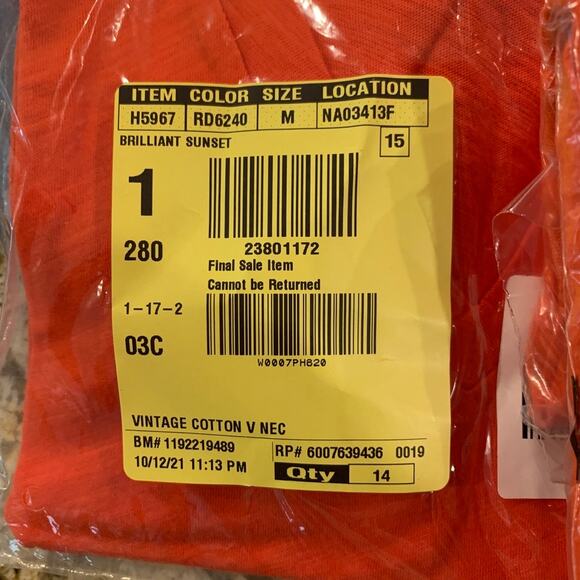 ITEM COLOR SIZE LOCATION
H5967 RD6240 M NA03413F
BRILLIANT SUNSET 15
1
280
23801172
Final Sale Item
Cannot be Returned
1-17-2
03C
W0007PH820
VINTAGE COTTON V NEC
BM# 1192219489 RP# 6007639436 0019
10/12/21 11:13 PM Qty 14